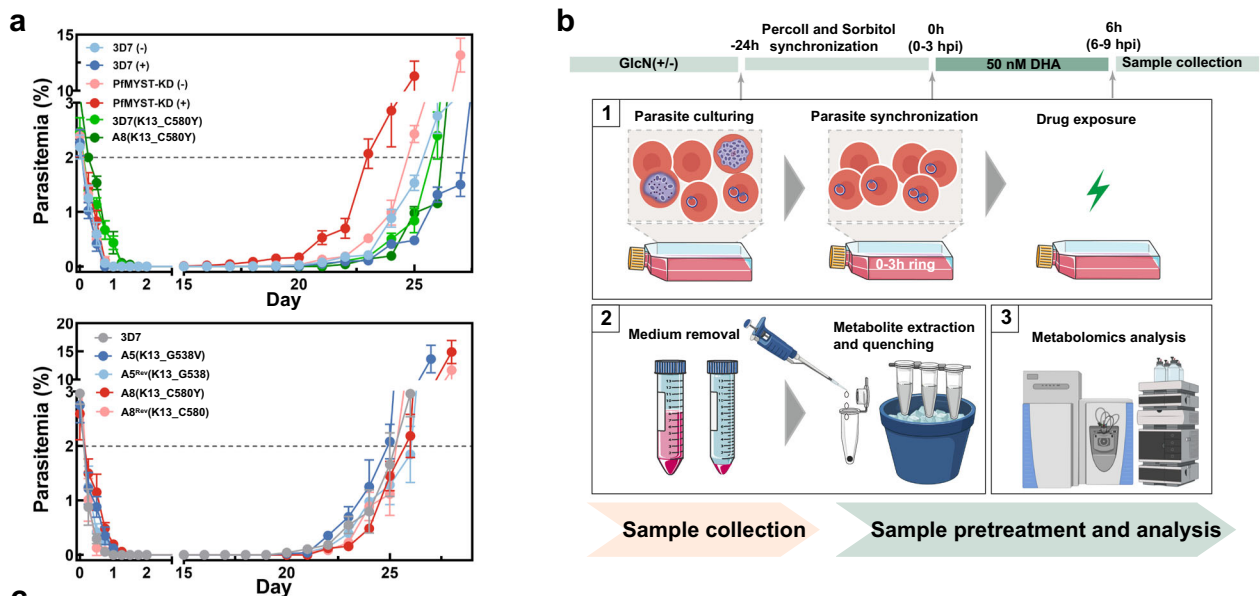 a
15
10
3
2
1
0
Parasitemia (%)
3D7 (-)
3D7 (+)
PfMYST-KD (-)
PfMYST-KD (+)
3D7(K13_C580Y)
A8(K13_C580Y)
0 1 2 15 20 25
Day
20
15
10
3
2
1
0
Parasitemia (%)
3D7
A5(K13_G538V)
A5Rev(K13_G538)
A8(K13_C580Y)
A8Rev(K13_C580)
0 1 2 15 20 25
Day
b
-24h
Percoll and Sorbitol
synchronization
0h
(0-3 hpi)
6h
(6-9 hpi)
GlcN(+/-)
50 nM DHA
Sample collection
1
Parasite culturing
Parasite synchronization
Drug exposure
0-3h ring
2
Medium removal
Metabolite extraction
and quenching
3
Metabolomics analysis
Sample collection
Sample pretreatment and analysis